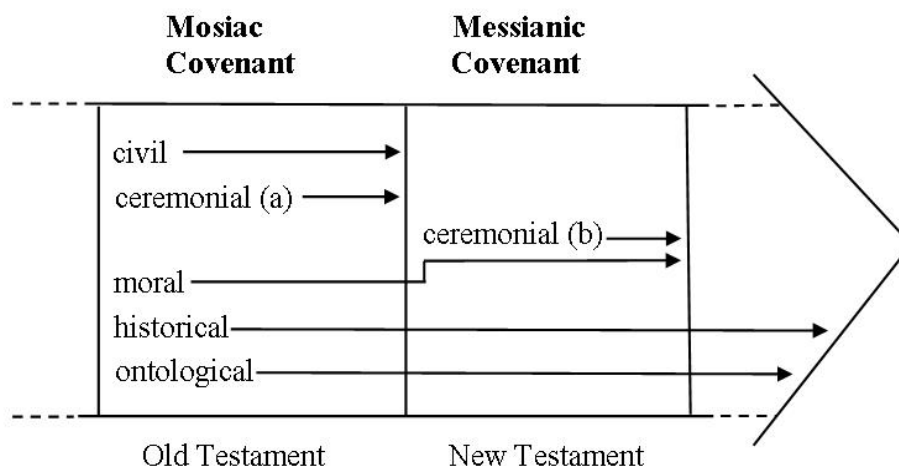 Mosiac
Covenant
Messianic
Covenant
civil
ceremonial (a)
ceremonial (b)
moral
historical
ontological
Old Testament
New Testament